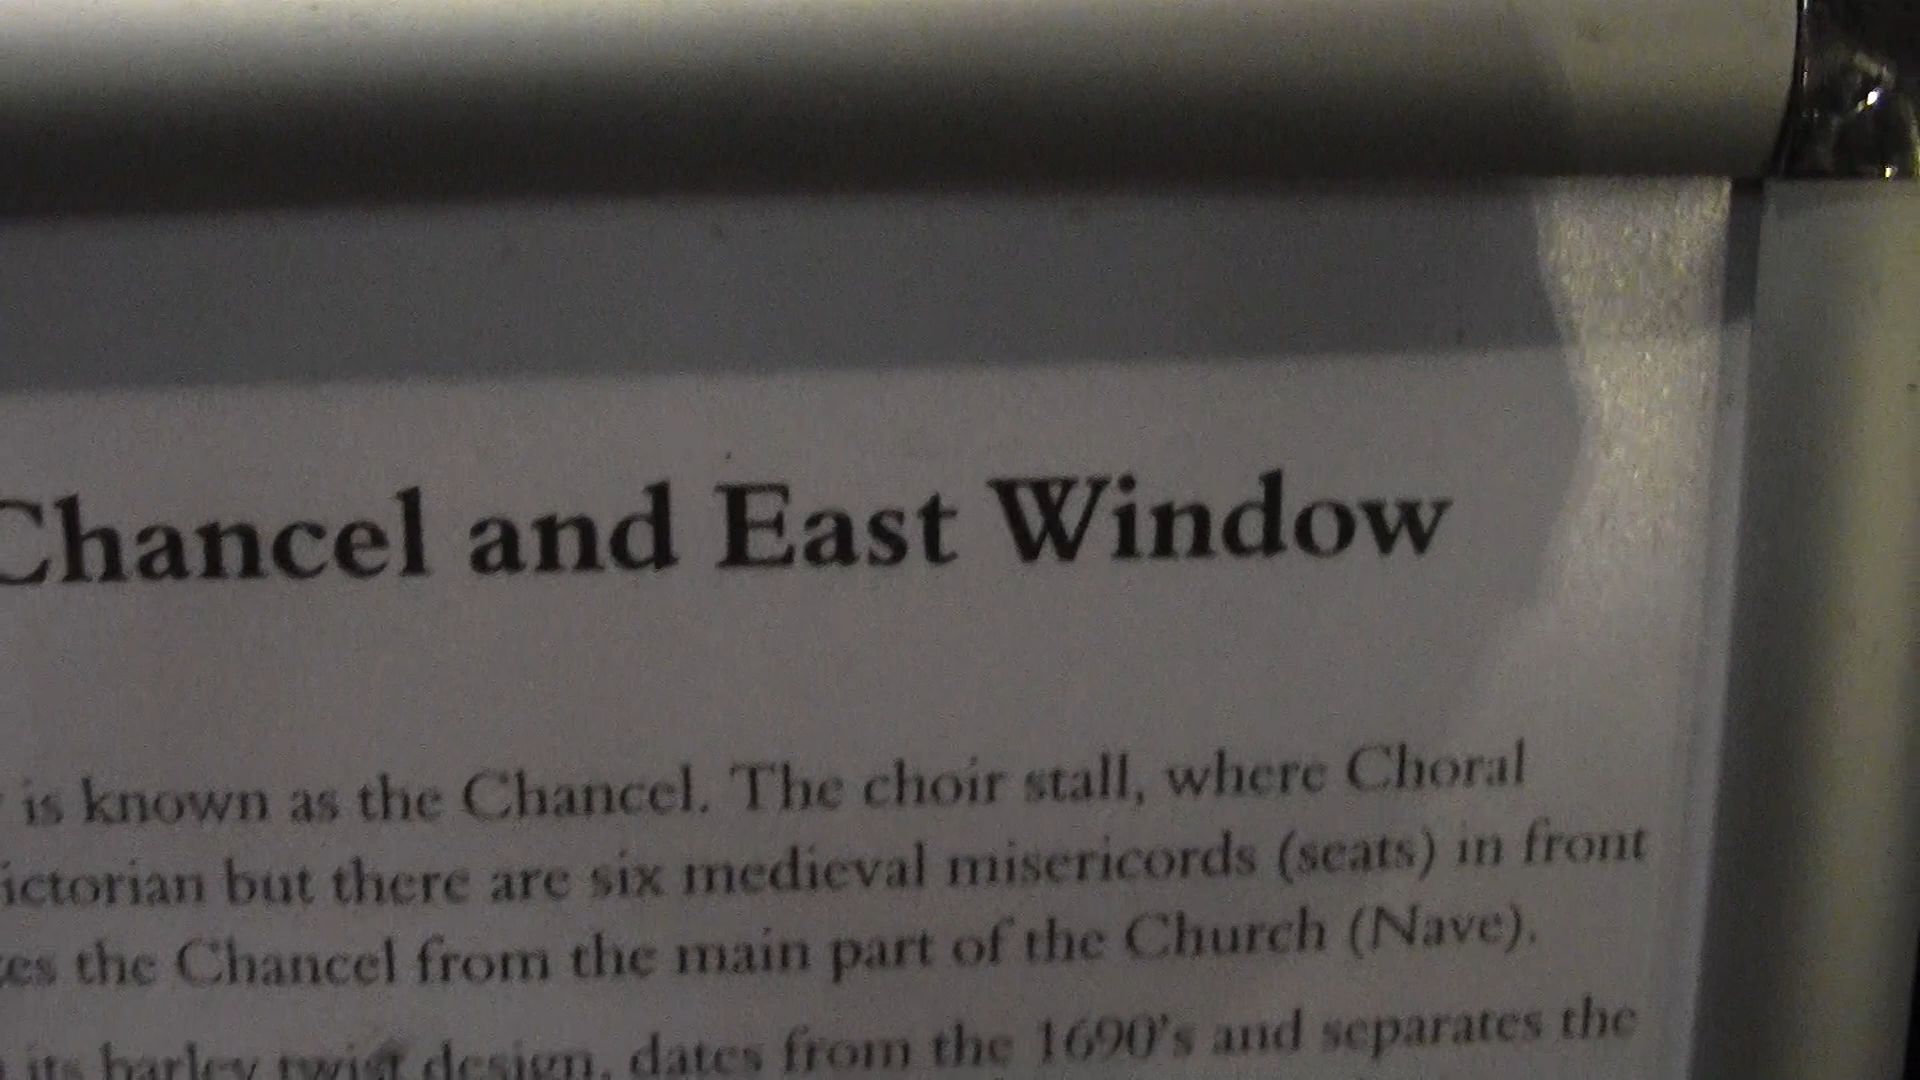 Chancel and East Window
is known as the Chancel. The choir stall, where Choral
ictorian but there are six medieval misericords (seats) in front
es the Chancel from the main part of the Church (Nave).
its barley twist design, dates from the 1690's and separates the